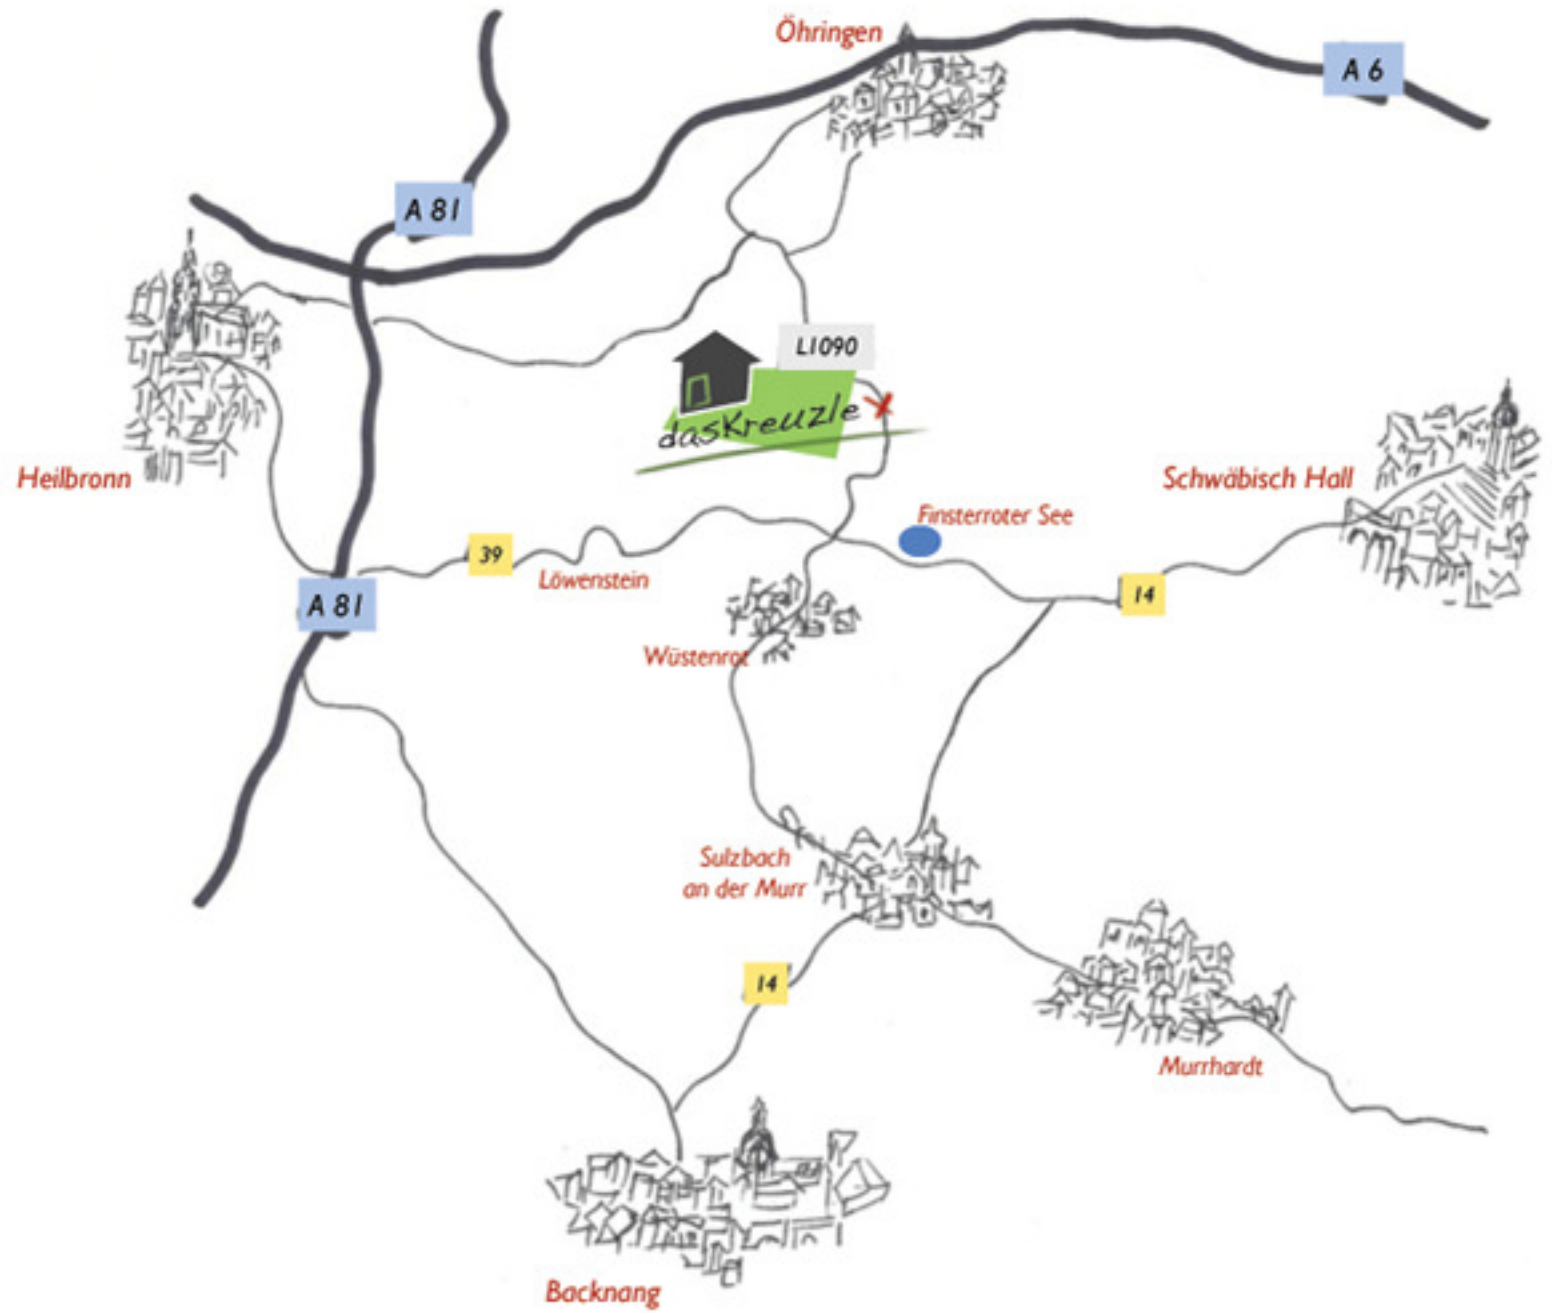 Öhringen
A 6
A 81
L1090
dasKreuzle
Heilbronn
Schwäbisch Hall
Finsterroter See
39
Löwenstein
14
A 81
Wüstenrot
Sulzbach
an der Murr
14
Murrhardt
Backnang